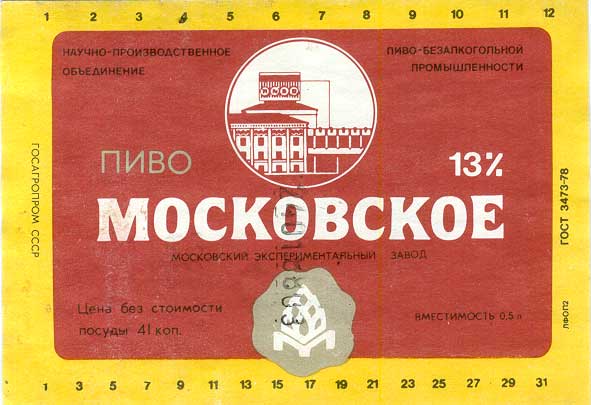 1 2 3 4 5 6 7 8 9 10 11 12
НАУЧНО-ПРОИЗВОДСТВЕННОЕ
ОБЪЕДИНЕНИЕ
ПИВО-БЕЗАЛКОГОЛЬНОЙ
ПРОМЫШЛЕННОСТИ
ГОСАГРОПРОМ СССР
ПИВО
13%
МОСКОВСКОЕ
МОСКОВСКИЙ ЭКСПЕРИМЕНТАЛЬНЫЙ ЗАВОД
Цена без стоимости
посуды 41 коп.
ВМЕСТИМОСТЬ 0,5 л
ГОСТ 3473-78
ЛФОП2
1 3 5 7 9 11 13 15 17 19 21 23 25 27 29 31